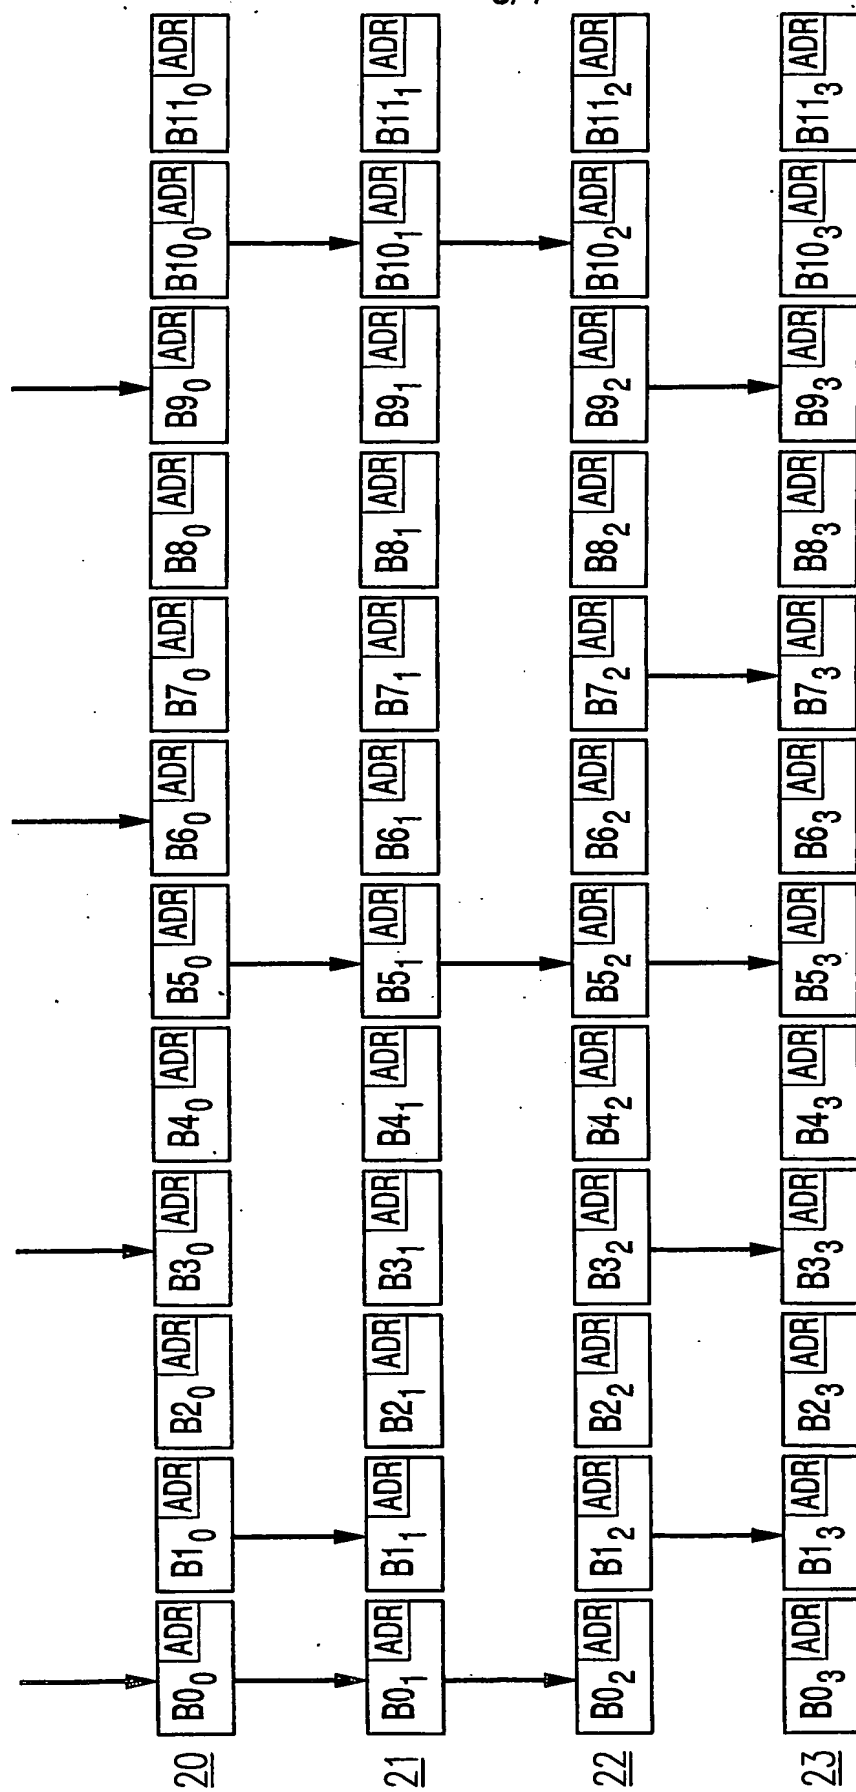 20 B0₀ ADR B1₀ ADR B2₀ ADR B3₀ ADR B4₀ ADR B5₀ ADR B6₀ ADR B7₀ ADR B8₀ ADR B9₀ ADR B10₀ ADR B11₀ ADR
21 B0₁ ADR B1₁ ADR B2₁ ADR B3₁ ADR B4₁ ADR B5₁ ADR B6₁ ADR B7₁ ADR B8₁ ADR B9₁ ADR B10₁ ADR B11₁ ADR
22 B0₂ ADR B1₂ ADR B2₂ ADR B3₂ ADR B4₂ ADR B5₂ ADR B6₂ ADR B7₂ ADR B8₂ ADR B9₂ ADR B10₂ ADR B11₂ ADR
23 B0₃ ADR B1₃ ADR B2₃ ADR B3₃ ADR B4₃ ADR B5₃ ADR B6₃ ADR B7₃ ADR B8₃ ADR B9₃ ADR B10₃ ADR B11₃ ADR